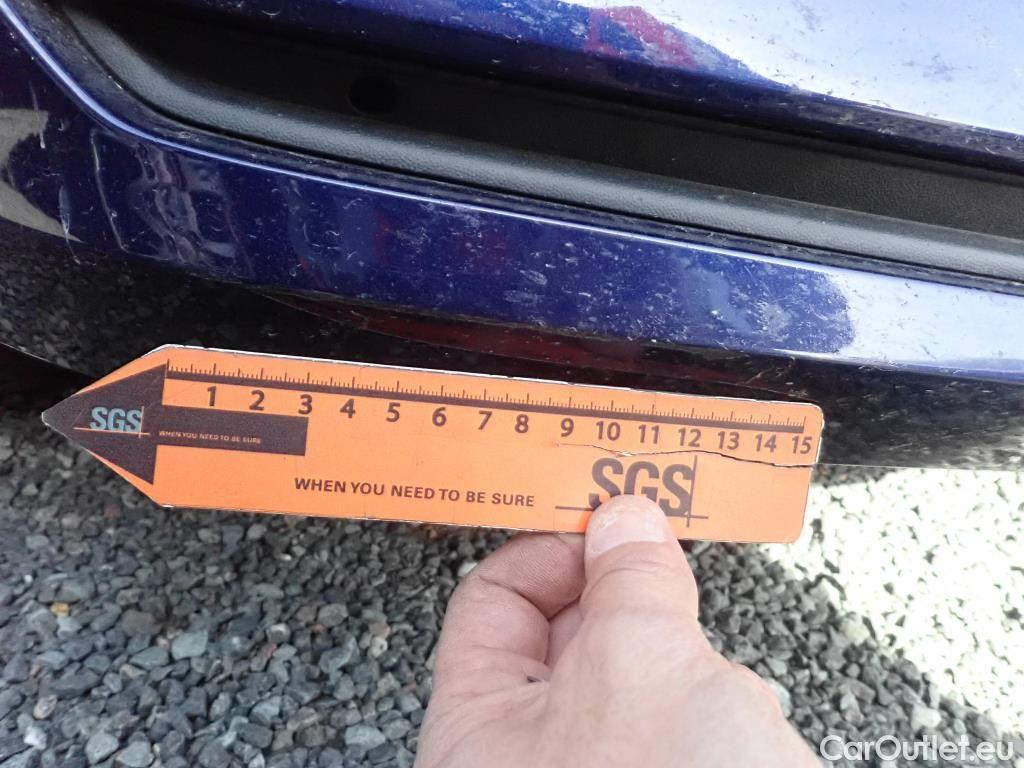 1 2 3 4 5 6 7 8 9 10 11 12 13 14 15
SGS
WHEN YOU NEED TO BE SURE
SGS
WHEN YOU NEED TO BE SURE
CarOutlet.eu